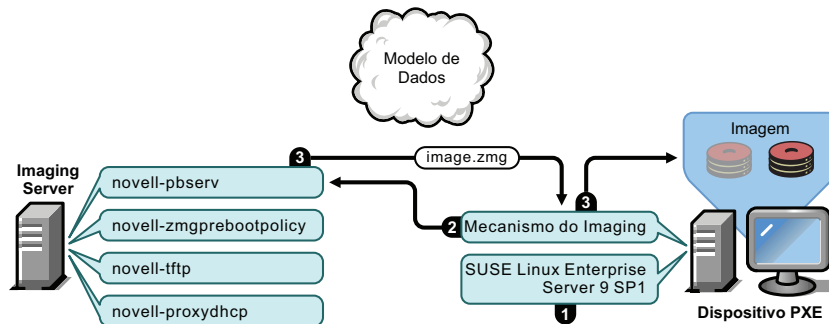 Modelo de
Dados
Imagem
3
image.zmg
Imaging
Server
novell-pbserv
3
2
Mecanismo do Imaging
novell-zmgprebootpolicy
novell-tftp
SUSE Linux Enterprise
Server 9 SP1
novell-proxydhcp
1
Dispositivo PXE